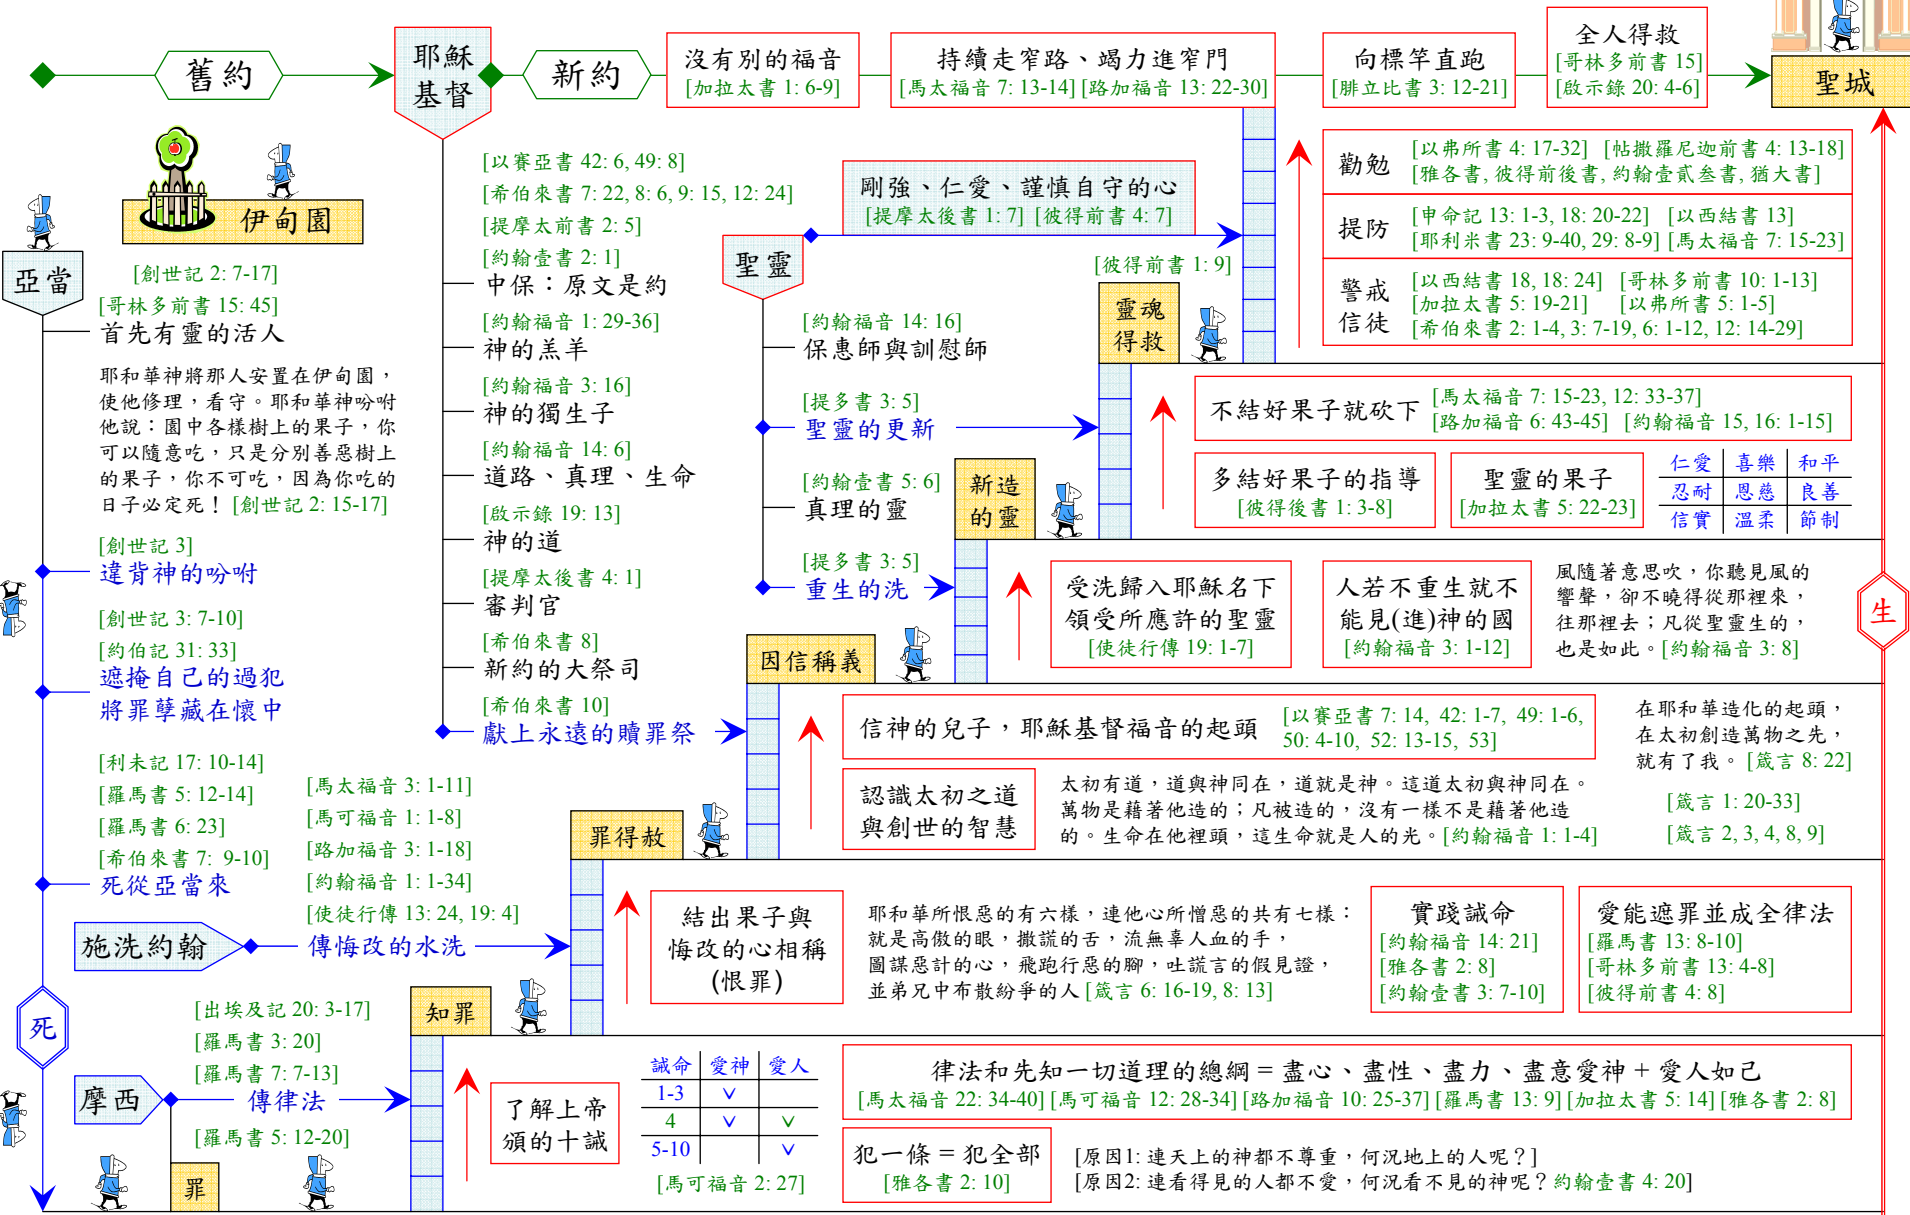 舊約
耶穌
基督
新約
沒有別的福音
[加拉太書 1: 6-9]
持續走窄路、竭力進窄門
[馬太福音 7: 13-14] [路加福音 13: 22-30]
向標竿直跑
[腓立比書 3: 12-21]
全人得救
[哥林多前書 15]
[啟示錄 20: 4-6]
聖城
伊甸園
亞當
[創世記 2: 7-17]
[哥林多前書 15: 45]
首先有靈的活人
耶和華神將那人安置在伊甸園，
使他修理，看守。耶和華神吩咐
他說：園中各樣樹上的果子，你
可以隨意吃，只是分別善惡樹上
的果子，你不可吃，因為你吃的
日子必定死！ [創世記 2: 15-17]
[創世記 3]
違背神的吩咐
[創世記 3: 7-10]
[約伯記 31: 33]
遮掩自己的過犯
將罪孽藏在懷中
[利未記 17: 10-14]
[羅馬書 5: 12-14]
[羅馬書 6: 23]
[希伯來書 7: 9-10]
死從亞當來
死
[以賽亞書 42: 6, 49: 8]
[希伯來書 7: 22, 8: 6, 9: 15, 12: 24]
[提摩太前書 2: 5]
[約翰壹書 2: 1]
中保：原文是約
[約翰福音 1: 29-36]
神的羔羊
[約翰福音 3: 16]
神的獨生子
[約翰福音 14: 6]
道路、真理、生命
[啟示錄 19: 13]
神的道
[提摩太後書 4: 1]
審判官
[希伯來書 8]
新約的大祭司
[希伯來書 10]
獻上永遠的贖罪祭
剛強、仁愛、謹慎自守的心
[提摩太後書 1: 7] [彼得前書 4: 7]
聖靈
[約翰福音 14: 16]
保惠師與訓慰師
[提多書 3: 5]
聖靈的更新
[約翰壹書 5: 6]
真理的靈
[提多書 3: 5]
重生的洗
[彼得前書 1: 9]
靈魂
得救
勸勉
[以弗所書 4: 17-32] [帖撒羅尼迦前書 4: 13-18]
[雅各書, 彼得前後書, 約翰壹貳叁書, 猶大書]
提防
[申命記 13: 1-3, 18: 20-22] [以西結書 13]
[耶利米書 23: 9-40, 29: 8-9] [馬太福音 7: 15-23]
警戒
信徒
[以西結書 18, 18: 24] [哥林多前書 10: 1-13]
[加拉太書 5: 19-21] [以弗所書 5: 1-5]
[希伯來書 2: 1-4, 3: 7-19, 6: 1-12, 12: 14-29]
不結好果子就砍下
[馬太福音 7: 15-23, 12: 33-37]
[路加福音 6: 43-45] [約翰福音 15, 16: 1-15]
新造
的靈
多結好果子的指導
[彼得後書 1: 3-8]
聖靈的果子
[加拉太書 5: 22-23]
仁愛 喜樂 和平
忍耐 恩慈 良善
信實 溫柔 節制
受洗歸入耶穌名下
領受所應許的聖靈
[使徒行傳 19: 1-7]
人若不重生就不
能見(進)神的國
[約翰福音 3: 1-12]
風隨著意思吹，你聽見風的
響聲，卻不曉得從那裡來，
往那裡去；凡從聖靈生的，
也是如此。[約翰福音 3: 8]
生
因信稱義
信神的兒子，耶穌基督福音的起頭
[以賽亞書 7: 14, 42: 1-7, 49: 1-6,
50: 4-10, 52: 13-15, 53]
認識太初之道
與創世的智慧
太初有道，道與神同在，道就是神。這道太初與神同在。
萬物是藉著他造的；凡被造的，沒有一樣不是藉著他造
的。生命在他裡頭，這生命就是人的光。[約翰福音 1: 1-4]
在耶和華造化的起頭，
在太初創造萬物之先，
就有了我。 [箴言 8: 22]
[箴言 1: 20-33]
[箴言 2, 3, 4, 8, 9]
[馬太福音 3: 1-11]
[馬可福音 1: 1-8]
[路加福音 3: 1-18]
[約翰福音 1: 1-34]
[使徒行傳 13: 24, 19: 4]
施洗約翰
傳悔改的水洗
罪得赦
結出果子與
悔改的心相稱
(恨罪)
耶和華所恨惡的有六樣，連他心所憎惡的共有七樣：
就是高傲的眼，撒謊的舌，流無辜人血的手，
圖謀惡計的心，飛跑行惡的腳，吐謊言的假見證，
並弟兄中布散紛爭的人 [箴言 6: 16-19, 8: 13]
實踐誡命
[約翰福音 14: 21]
[雅各書 2: 8]
[約翰壹書 3: 7-10]
愛能遮罪並成全律法
[羅馬書 13: 8-10]
[哥林多前書 13: 4-8]
[彼得前書 4: 8]
[出埃及記 20: 3-17]
[羅馬書 3: 20]
[羅馬書 7: 7-13]
摩西
傳律法
[羅馬書 5: 12-20]
罪
知罪
了解上帝
頒的十誡
誡命 愛神 愛人
1-3 v
4 v v
5-10 v
[馬可福音 2: 27]
律法和先知一切道理的總綱 = 盡心、盡性、盡力、盡意愛神 + 愛人如己
[馬太福音 22: 34-40] [馬可福音 12: 28-34] [路加福音 10: 25-37] [羅馬書 13: 9] [加拉太書 5: 14] [雅各書 2: 8]
犯一條 = 犯全部
[雅各書 2: 10]
[原因1: 連天上的神都不尊重，何況地上的人呢？]
[原因2: 連看得見的人都不愛，何況看不見的神呢？約翰壹書 4: 20]